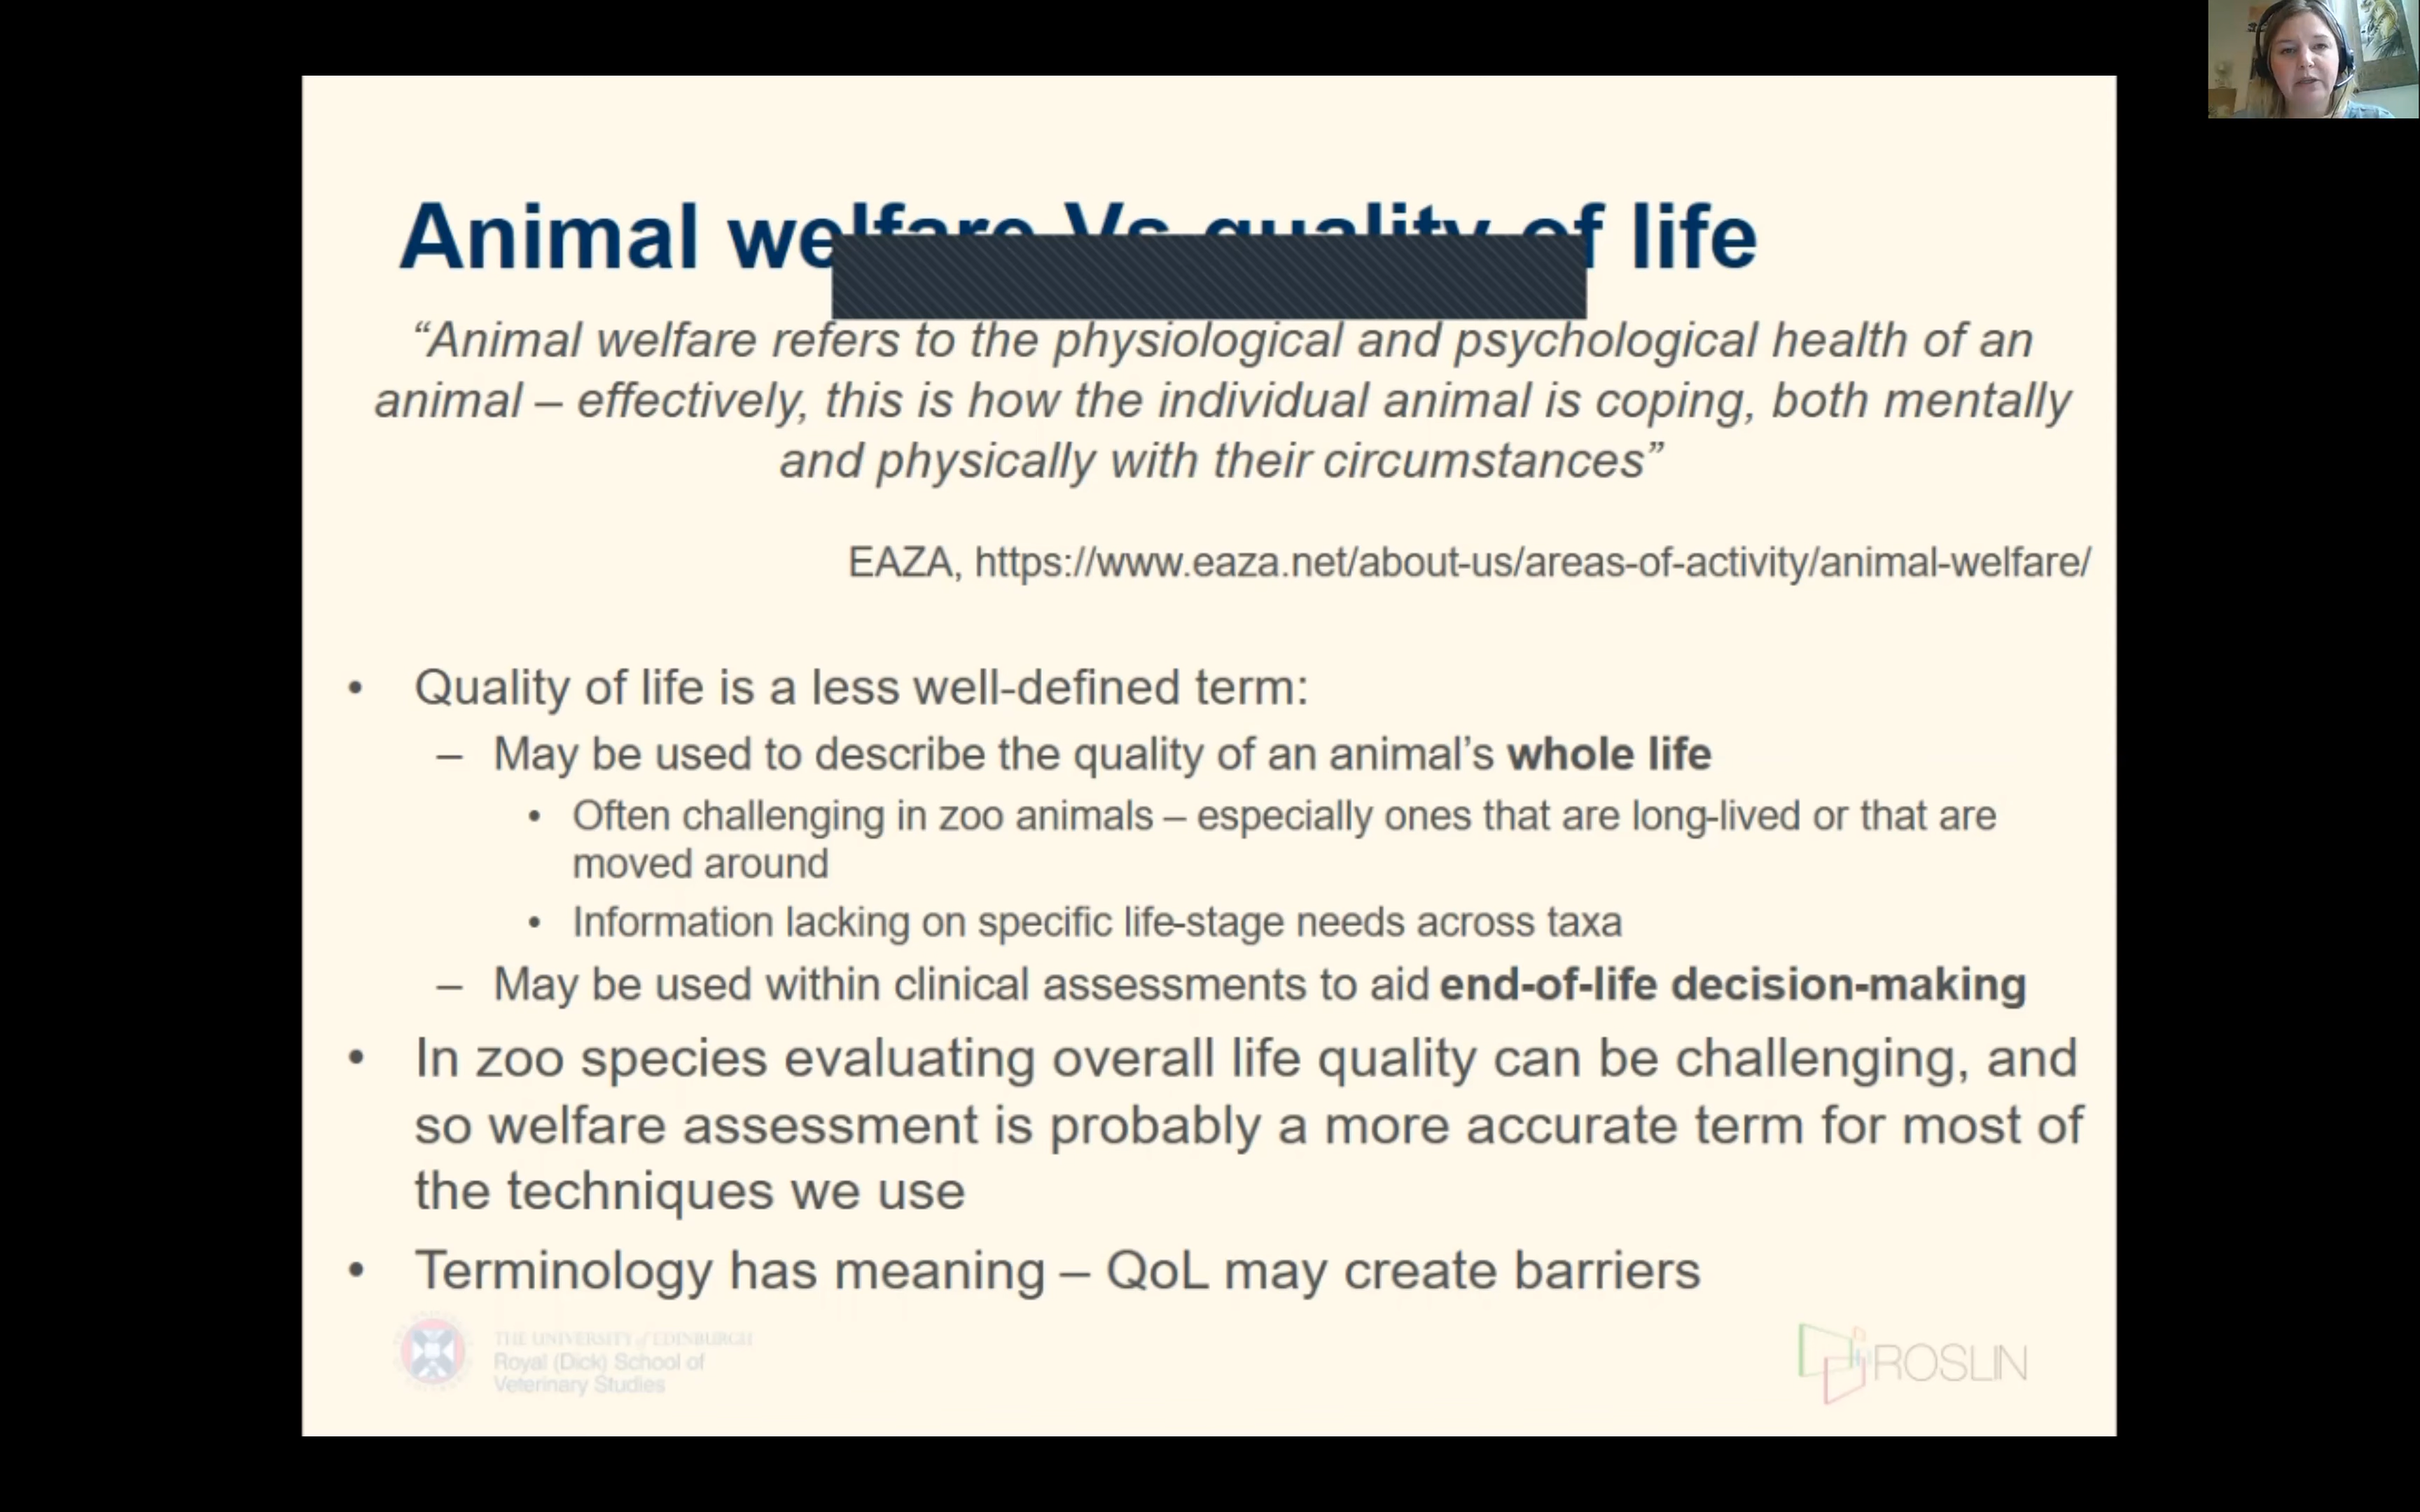 Animal welfare Vs quality of life
“Animal welfare refers to the physiological and psychological health of an
animal – effectively, this is how the individual animal is coping, both mentally
and physically with their circumstances”
EAZA, https://www.eaza.net/about-us/areas-of-activity/animal-welfare/
• Quality of life is a less well-defined term:
– May be used to describe the quality of an animal’s whole life
• Often challenging in zoo animals – especially ones that are long-lived or that are
moved around
• Information lacking on specific life-stage needs across taxa
– May be used within clinical assessments to aid end-of-life decision-making
• In zoo species evaluating overall life quality can be challenging, and
so welfare assessment is probably a more accurate term for most of
the techniques we use
• Terminology has meaning – QoL may create barriers
THE UNIVERSITY of EDINBURGH
Royal (Dick) School of
Veterinary Studies
ROSLIN